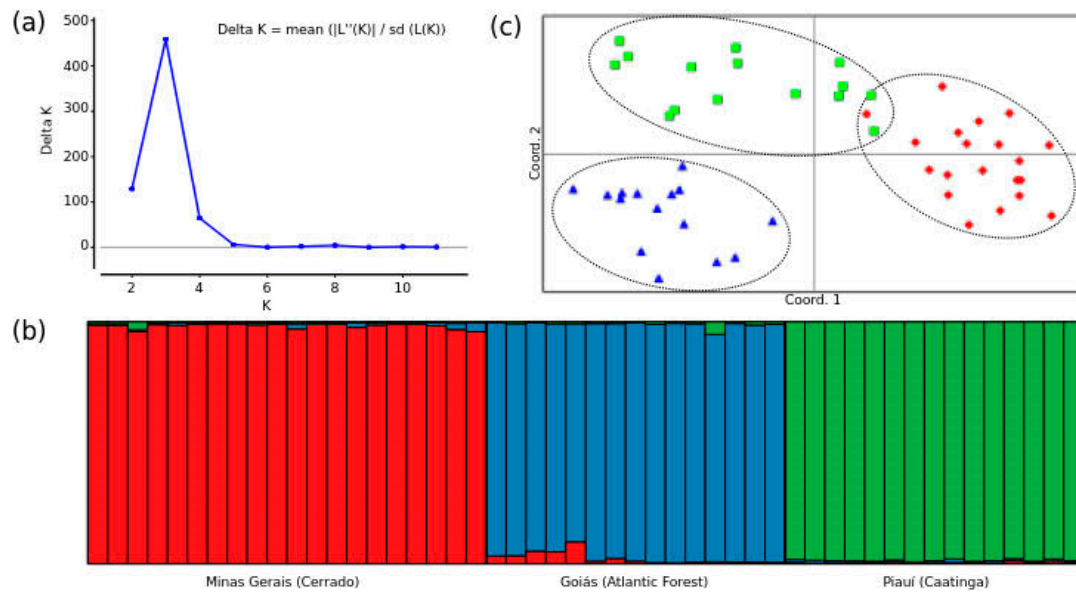 (a)
Delta K = mean (|L''(K)| / sd (L(K))
500
400
300
200
100
0
Delta K
2
4
6
8
10
K
(c)
Coord. 2
Coord. 1
(b)
Minas Gerais (Cerrado)
Goiás (Atlantic Forest)
Piauí (Caatinga)